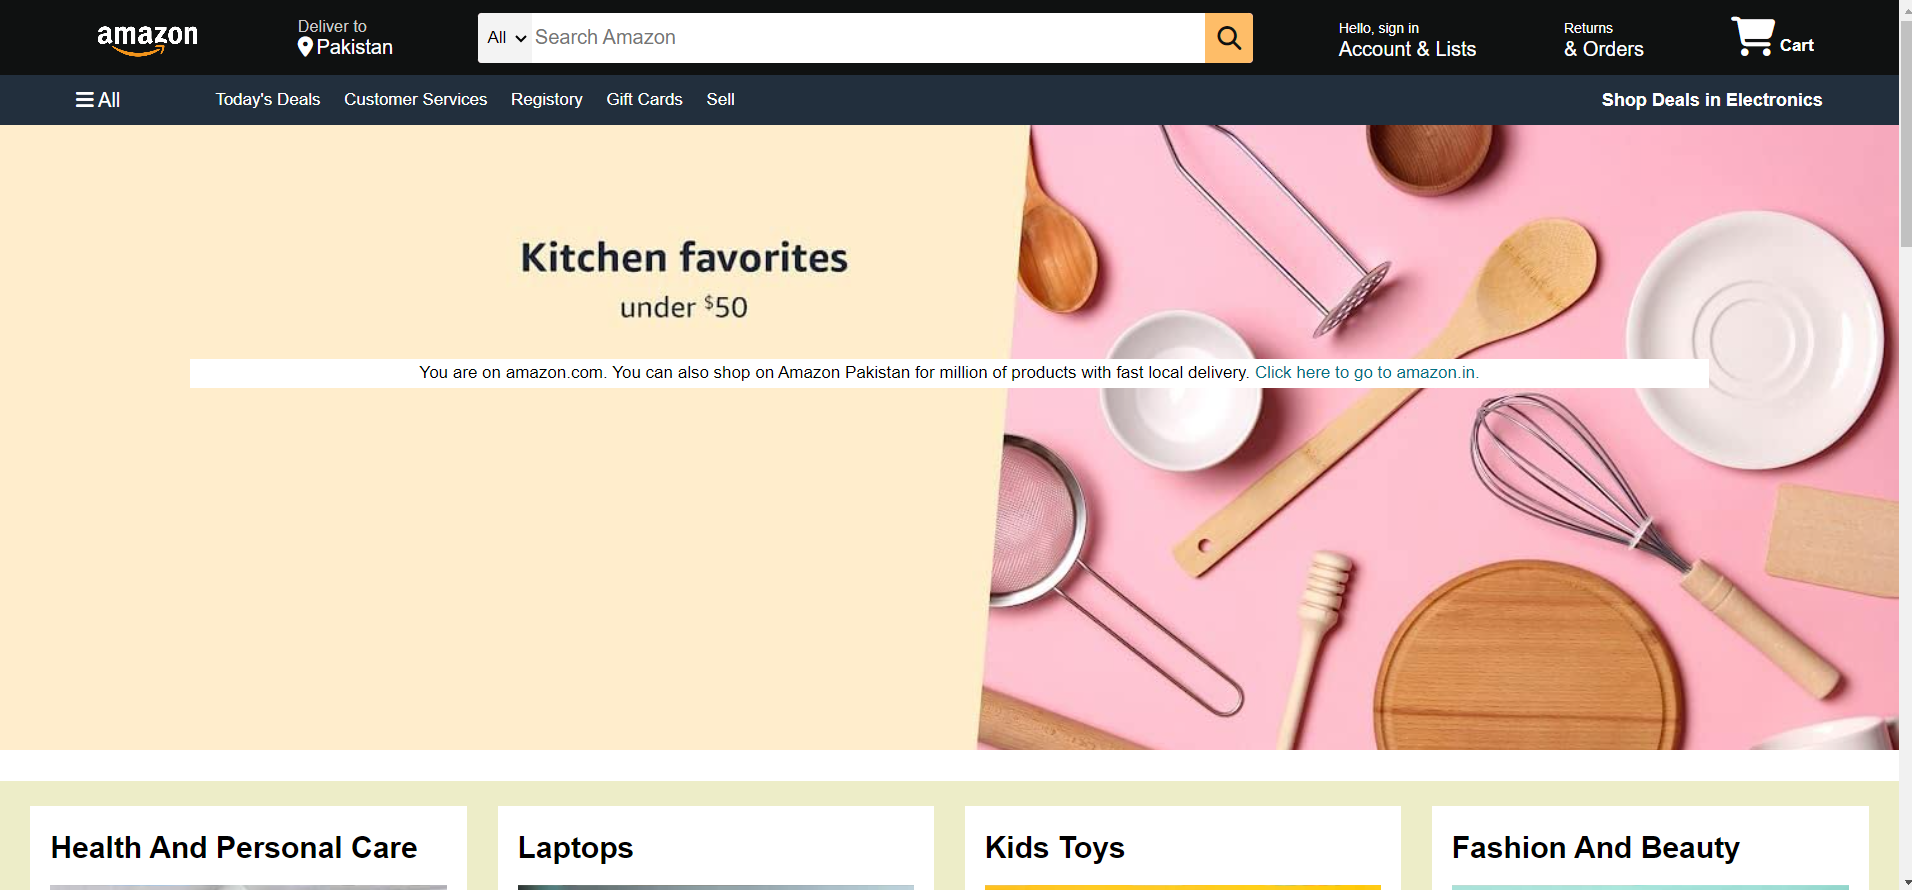 amazon
Deliver to
Pakistan
All
Search Amazon
Hello, sign in
Account & Lists
Returns
& Orders
Cart
All
Today's Deals
Customer Services
Registory
Gift Cards
Sell
Shop Deals in Electronics
Kitchen favorites
under $50
You are on amazon.com. You can also shop on Amazon Pakistan for million of products with fast local delivery. Click here to go to amazon.in.
Health And Personal Care
Laptops
Kids Toys
Fashion And Beauty